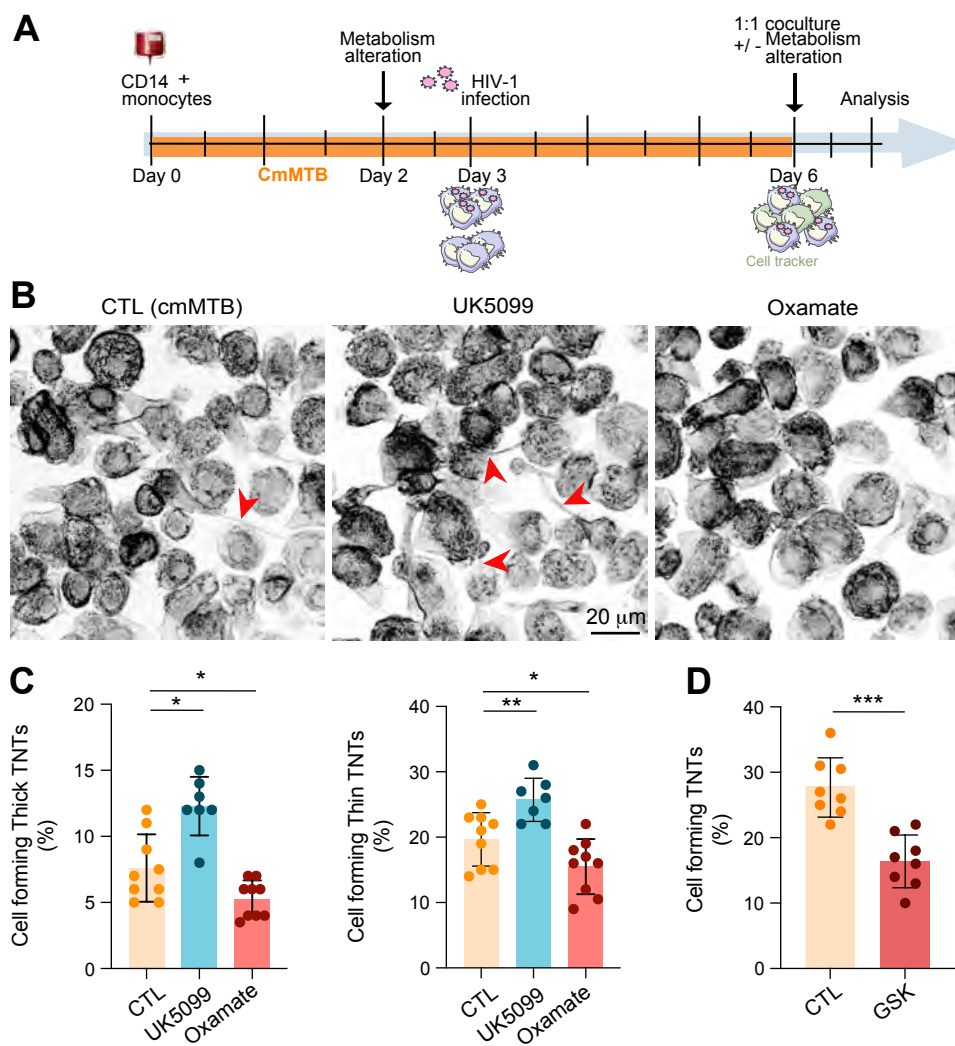 A
CD14 +
monocytes
Metabolism
alteration
HIV-1
infection
1:1 coculture
+/ - Metabolism
alteration
Analysis
Day 0
CmMTB
Day 2
Day 3
Day 6
Cell tracker
B
CTL (cmMTB)
UK5099
Oxamate
20 µm
C
Cell forming Thick TNTs
(%)
20
15
10
5
0
*
*
CTL
UK5099
Oxamate
Cell forming Thin TNTs
(%)
40
30
20
10
0
*
**
CTL
UK5099
Oxamate
D
Cell forming TNTs
(%)
40
30
20
10
0
***
CTL
GSK